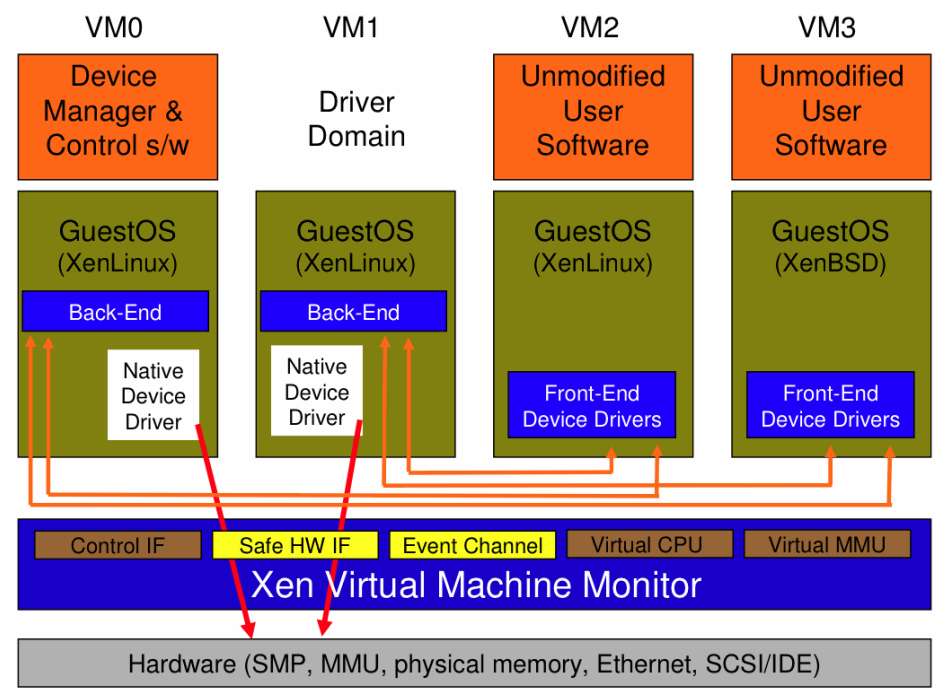 VM0
VM1
VM2
VM3
Device
Manager &
Control s/w
Driver
Domain
Unmodified
User
Software
Unmodified
User
Software
GuestOS
(XenLinux)
GuestOS
(XenLinux)
GuestOS
(XenLinux)
GuestOS
(XenBSD)
Back-End
Back-End
Native
Device
Driver
Native
Device
Driver
Front-End
Device Drivers
Front-End
Device Drivers
Control IF
Safe HW IF
Event Channel
Virtual CPU
Virtual MMU
Xen Virtual Machine Monitor
Hardware (SMP, MMU, physical memory, Ethernet, SCSI/IDE)